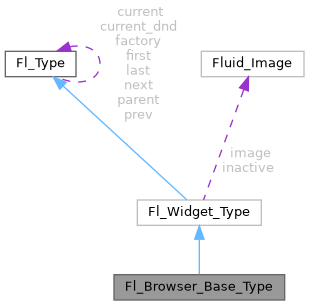 current
current_dnd
factory
first
last
next
parent
prev
Fl_Type
Fluid_Image
image
inactive
Fl_Widget_Type
Fl_Browser_Base_Type